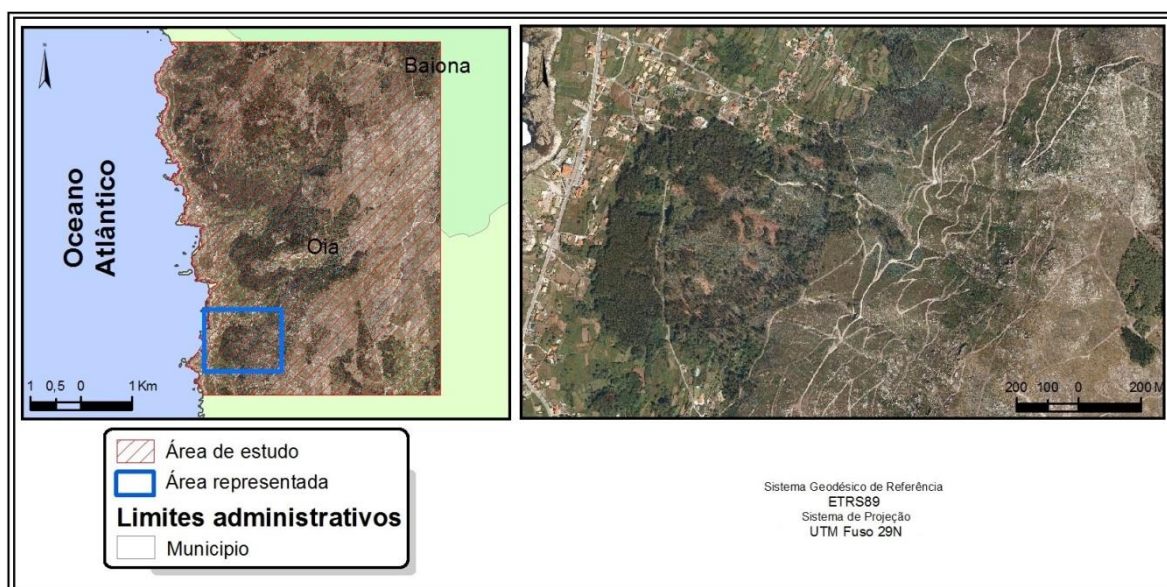 N
Baiona
Oceano
Atlântico
Oia
1 0,5 0 1 Km
200 100 0 200 M
Área de estudo
Área representada
Limites administrativos
Municipio
Sistema Geodésico de Referência
ETRS89
Sistema de Projeção
UTM Fuso 29N